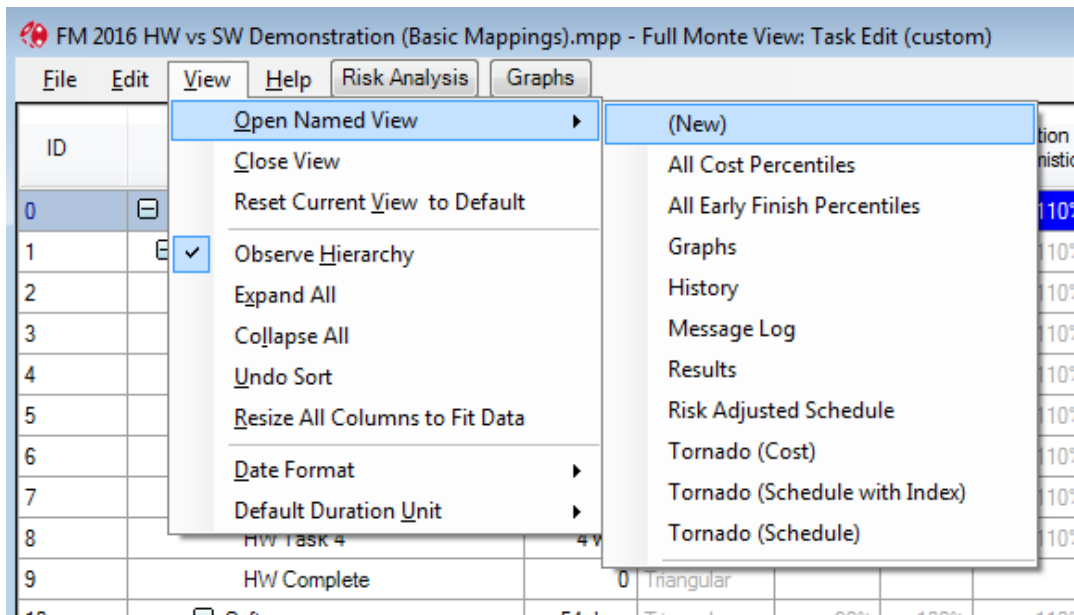 FM 2016 HW vs SW Demonstration (Basic Mappings).mpp - Full Monte View: Task Edit (custom)
File Edit View Help Risk Analysis Graphs
ID
Open Named View
Close View
Reset Current View to Default
Observe Hierarchy
Expand All
Collapse All
Undo Sort
Resize All Columns to Fit Data
Date Format
Default Duration Unit
(New)
All Cost Percentiles
All Early Finish Percentiles
Graphs
History
Message Log
Results
Risk Adjusted Schedule
Tornado (Cost)
Tornado (Schedule with Index)
Tornado (Schedule)
0
1
2
3
4
5
6
7
8 HW Task 4 4
9 HW Complete 0 Triangular